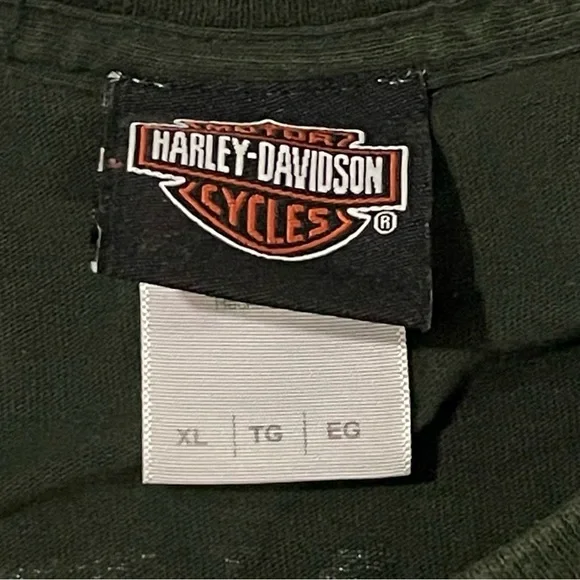 MOTOR
HARLEY-DAVIDSON
CYCLES
®
XL | TG | EG